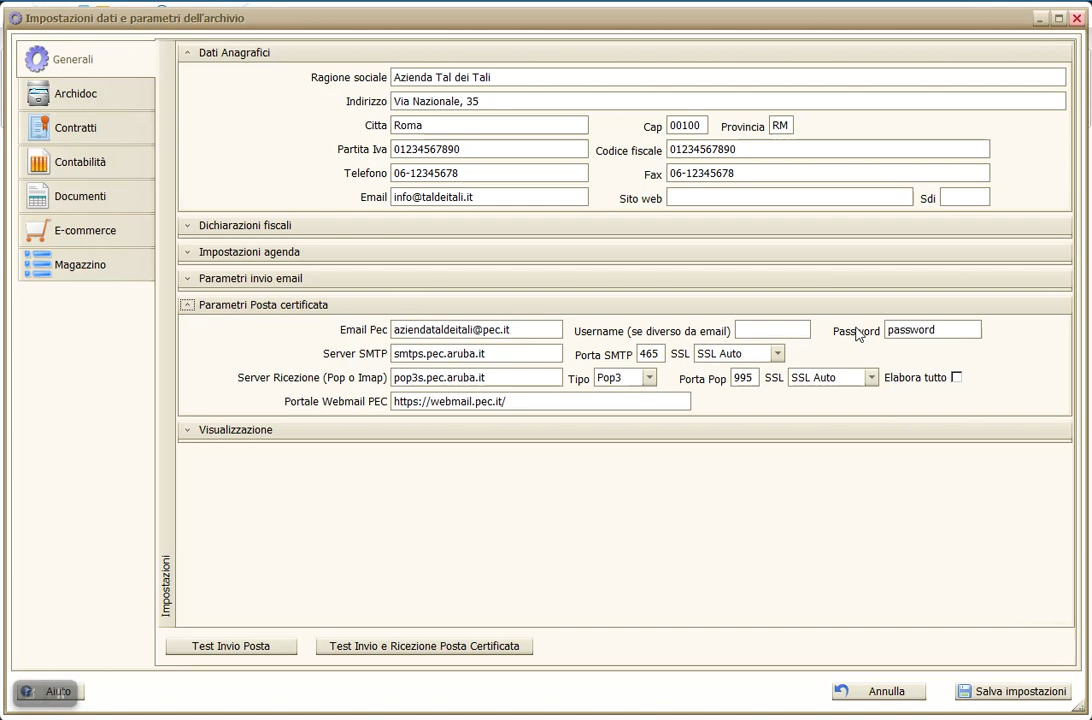 Impostazioni dati e parametri dell'archivio
Generali
Archidoc
Contratti
Contabilità
Documenti
E-commerce
Magazzino
Impostazioni
Dati Anagrafici
Ragione sociale Azienda Tal dei Tali
Indirizzo Via Nazionale, 35
Citta Roma Cap 00100 Provincia RM
Partita Iva 01234567890 Codice fiscale 01234567890
Telefono 06-12345678 Fax 06-12345678
Email info@taldeitali.it Sito web Sdi
Dichiarazioni fiscali
Impostazioni agenda
Parametri invio email
Parametri Posta certificata
Email Pec aziendataldeitali@pec.it Username (se diverso da email) Password password
Server SMTP smtps.pec.aruba.it Porta SMTP 465 SSL SSL Auto
Server Ricezione (Pop o Imap) pop3s.pec.aruba.it Tipo Pop3 Porta Pop 995 SSL SSL Auto Elabora tutto
Portale Webmail PEC https://webmail.pec.it/
Visualizzazione
Test Invio Posta Test Invio e Ricezione Posta Certificata
Aiuto Annulla Salva impostazioni